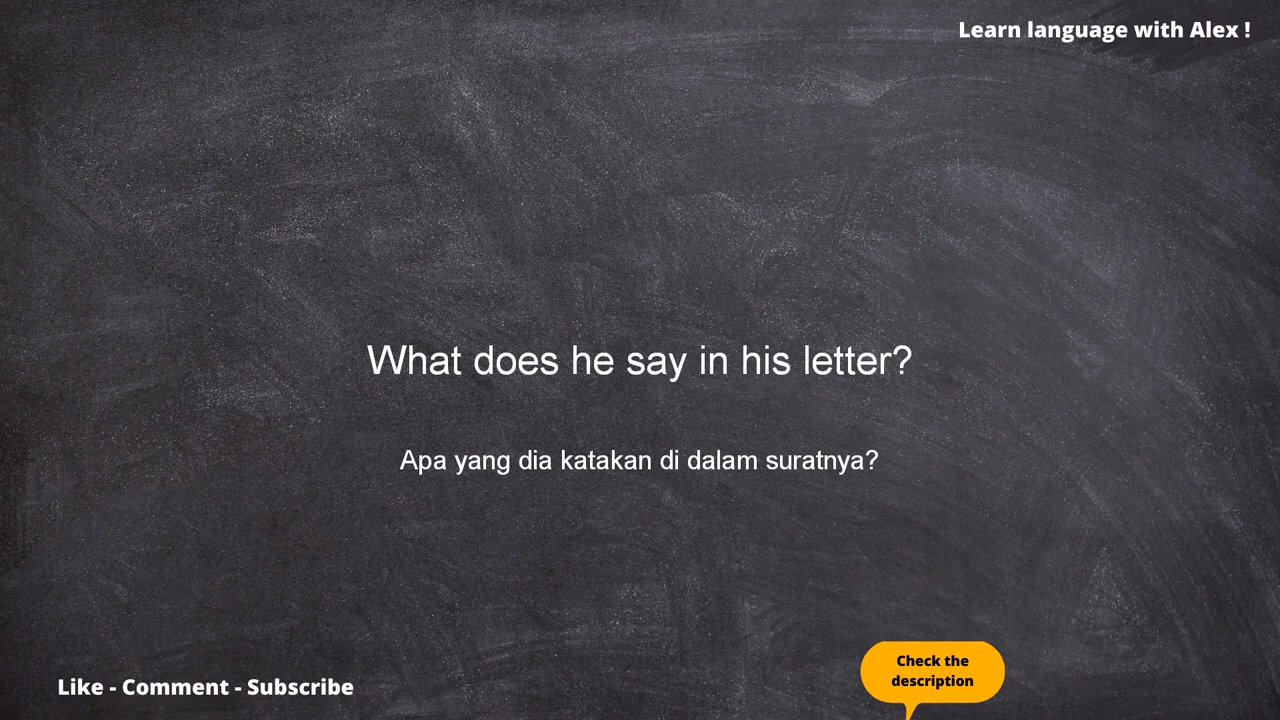 Learn language with Alex !
What does he say in his letter?
Apa yang dia katakan di dalam suratnya?
Check the
description
Like - Comment - Subscribe